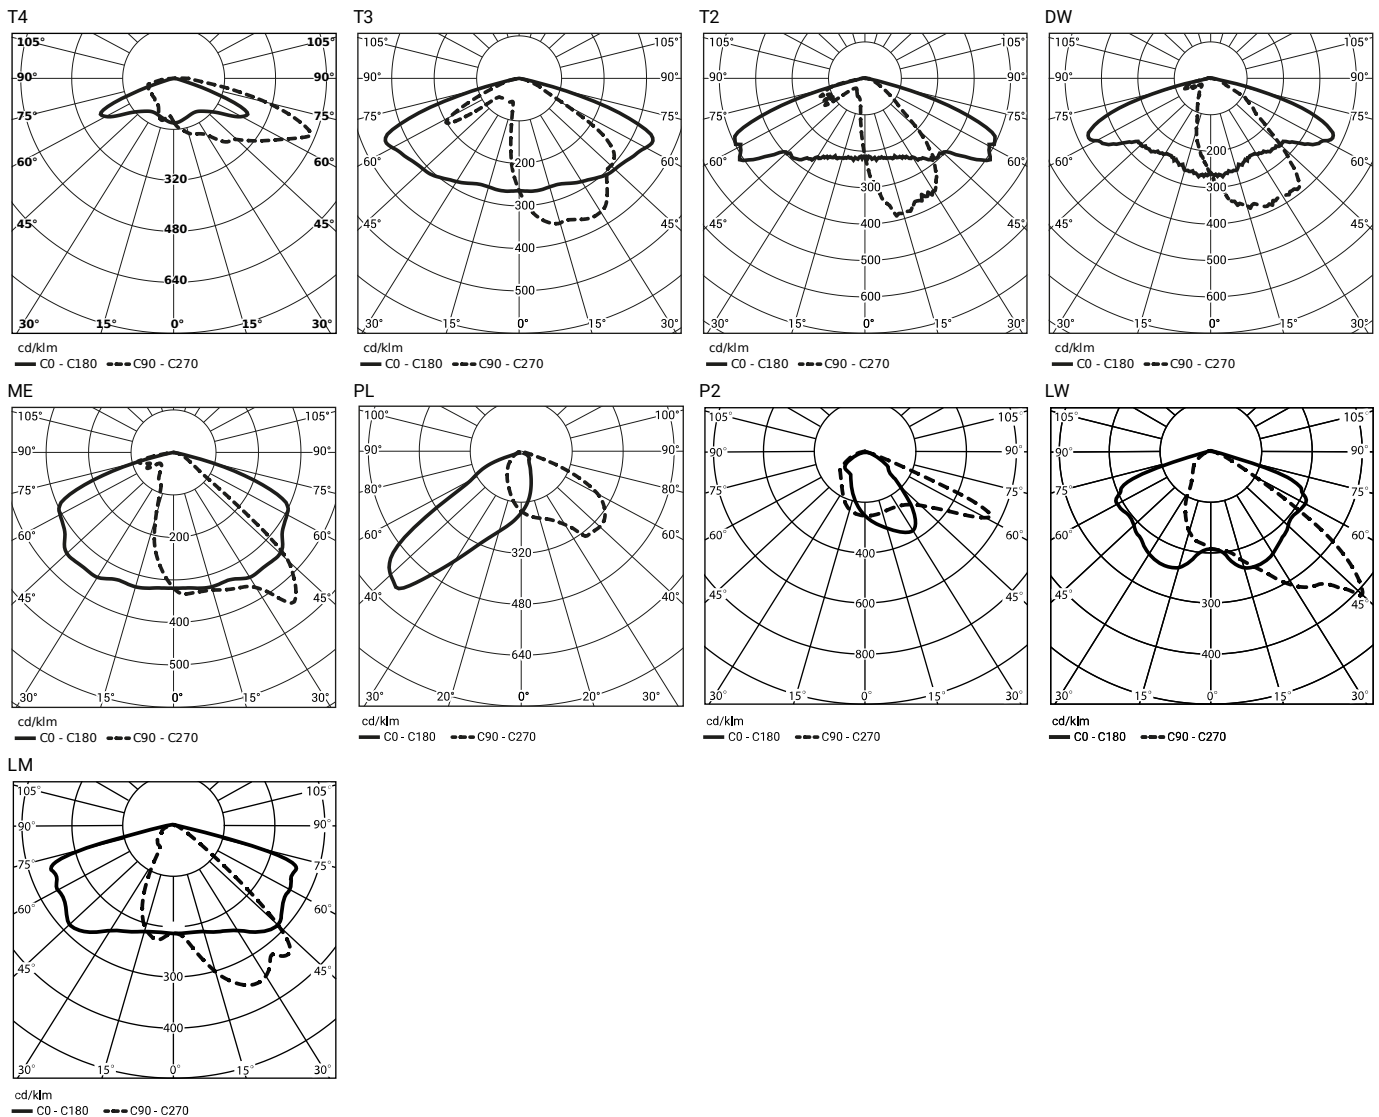 T4 T3 T2 DW
105° 105° 105° 105° 105° 105° 105° 105°
90° 90° 90° 90° 90° 90° 90° 90°
75° 75° 75° 75° 75° 75° 75° 75°
60° 60° 60° 60° 60° 60° 60° 60°
320 200 300 200 300
45° 480 45° 45° 300 400 45° 45° 400 500 45° 45° 400 500 45°
640 500 600 600
30° 15° 0° 15° 30° 30° 15° 0° 15° 30° 30° 15° 0° 15° 30° 30° 15° 0° 15° 30°
cd/klm cd/klm cd/klm cd/klm
C0 - C180 C90 - C270 C0 - C180 C90 - C270 C0 - C180 C90 - C270 C0 - C180 C90 - C270
ME PL P2 LW
105° 105° 100° 100° 105° 105° 105° 105°
90° 90° 90° 90° 90° 90° 90° 90°
75° 75° 80° 80° 75° 75° 75° 75°
60° 200 60° 60° 320 60° 60° 400 60° 60° 60°
45° 400 45° 40° 480 40° 45° 600 45° 45° 300 45°
500 640 800 400
30° 15° 0° 15° 30° 30° 20° 0° 20° 30° 30° 15° 0° 15° 30° 30° 15° 0° 15° 30°
cd/klm cd/klm cd/klm cd/klm
C0 - C180 C90 - C270 C0 - C180 C90 - C270 C0 - C180 C90 - C270 C0 - C180 C90 - C270
LM
105° 105°
90° 90°
75° 75°
60° 60°
45° 300 45°
400
30° 15° 0° 15° 30°
cd/klm
C0 - C180 C90 - C270